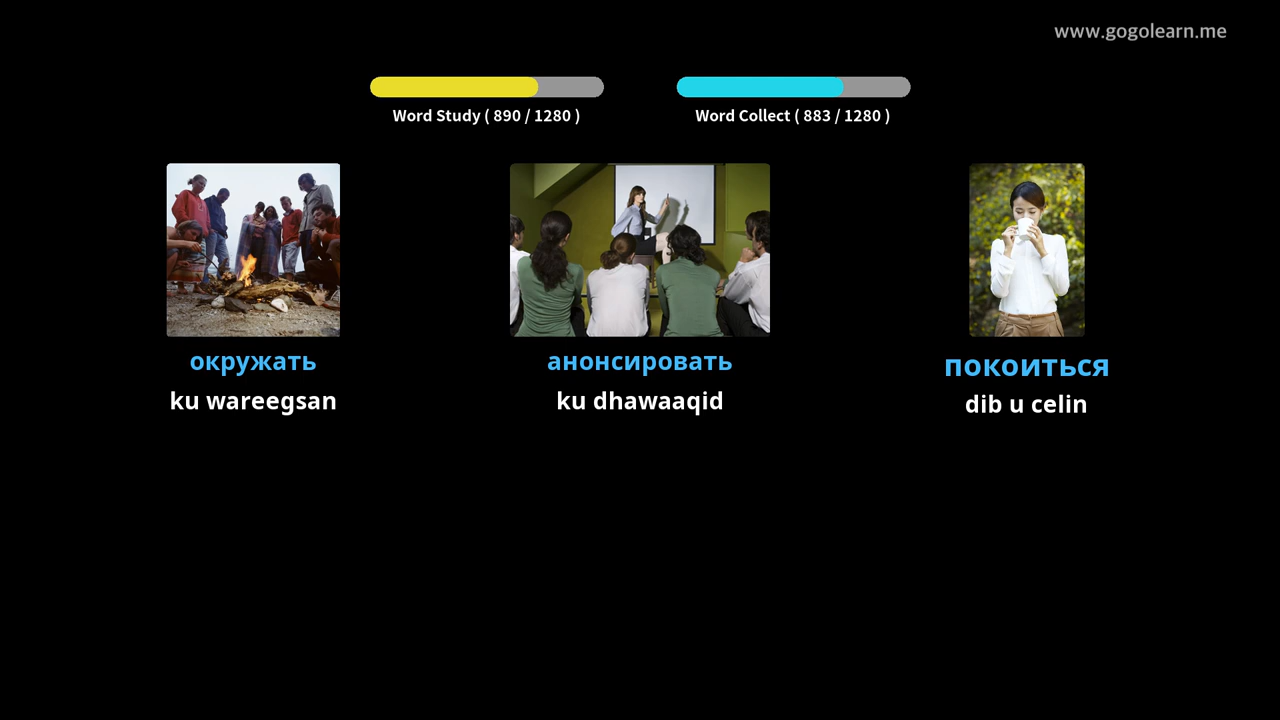 www.gogolearn.me
Word Study ( 890 / 1280 )
Word Collect ( 883 / 1280 )
окружать
ku wareegsan
анонсировать
ku dhawaaqid
покоиться
dib u celin